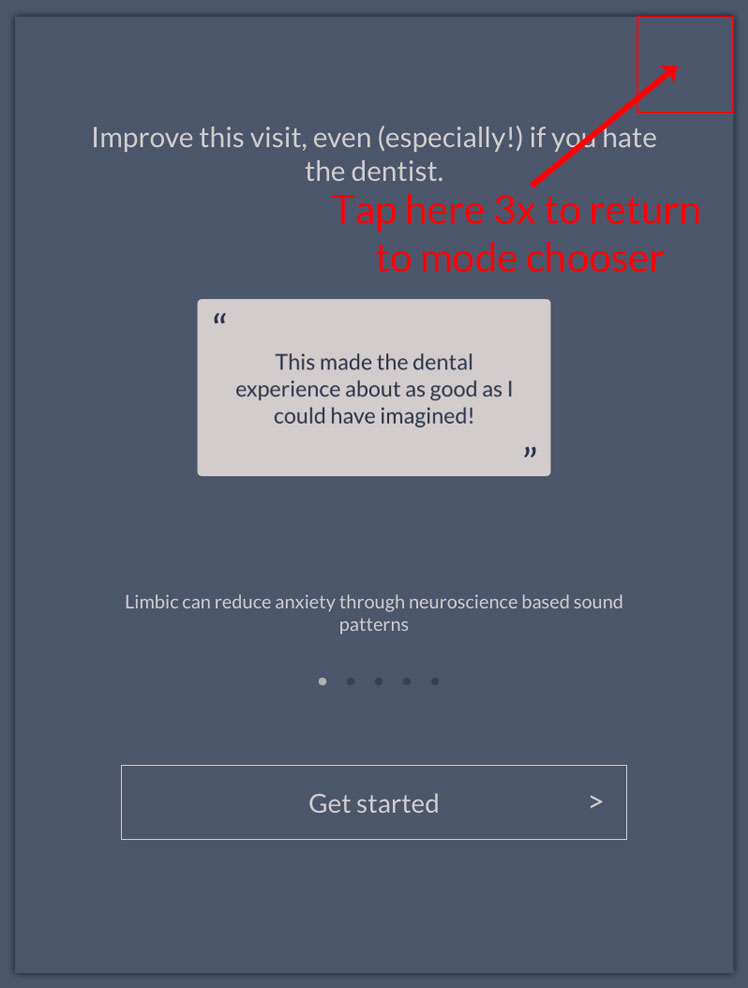 Improve this visit, even (especially!) if you hate
the dentist.
Tap here 3x to return
to mode chooser
“
This made the dental
experience about as good as I
could have imagined!
”
Limbic can reduce anxiety through neuroscience based sound
patterns
Get started >